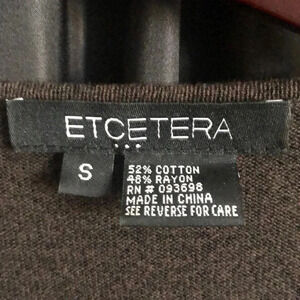 ETCETERA
S
52% COTTON
48% RAYON
RN # 093698
MADE IN CHINA
SEE REVERSE FOR CARE